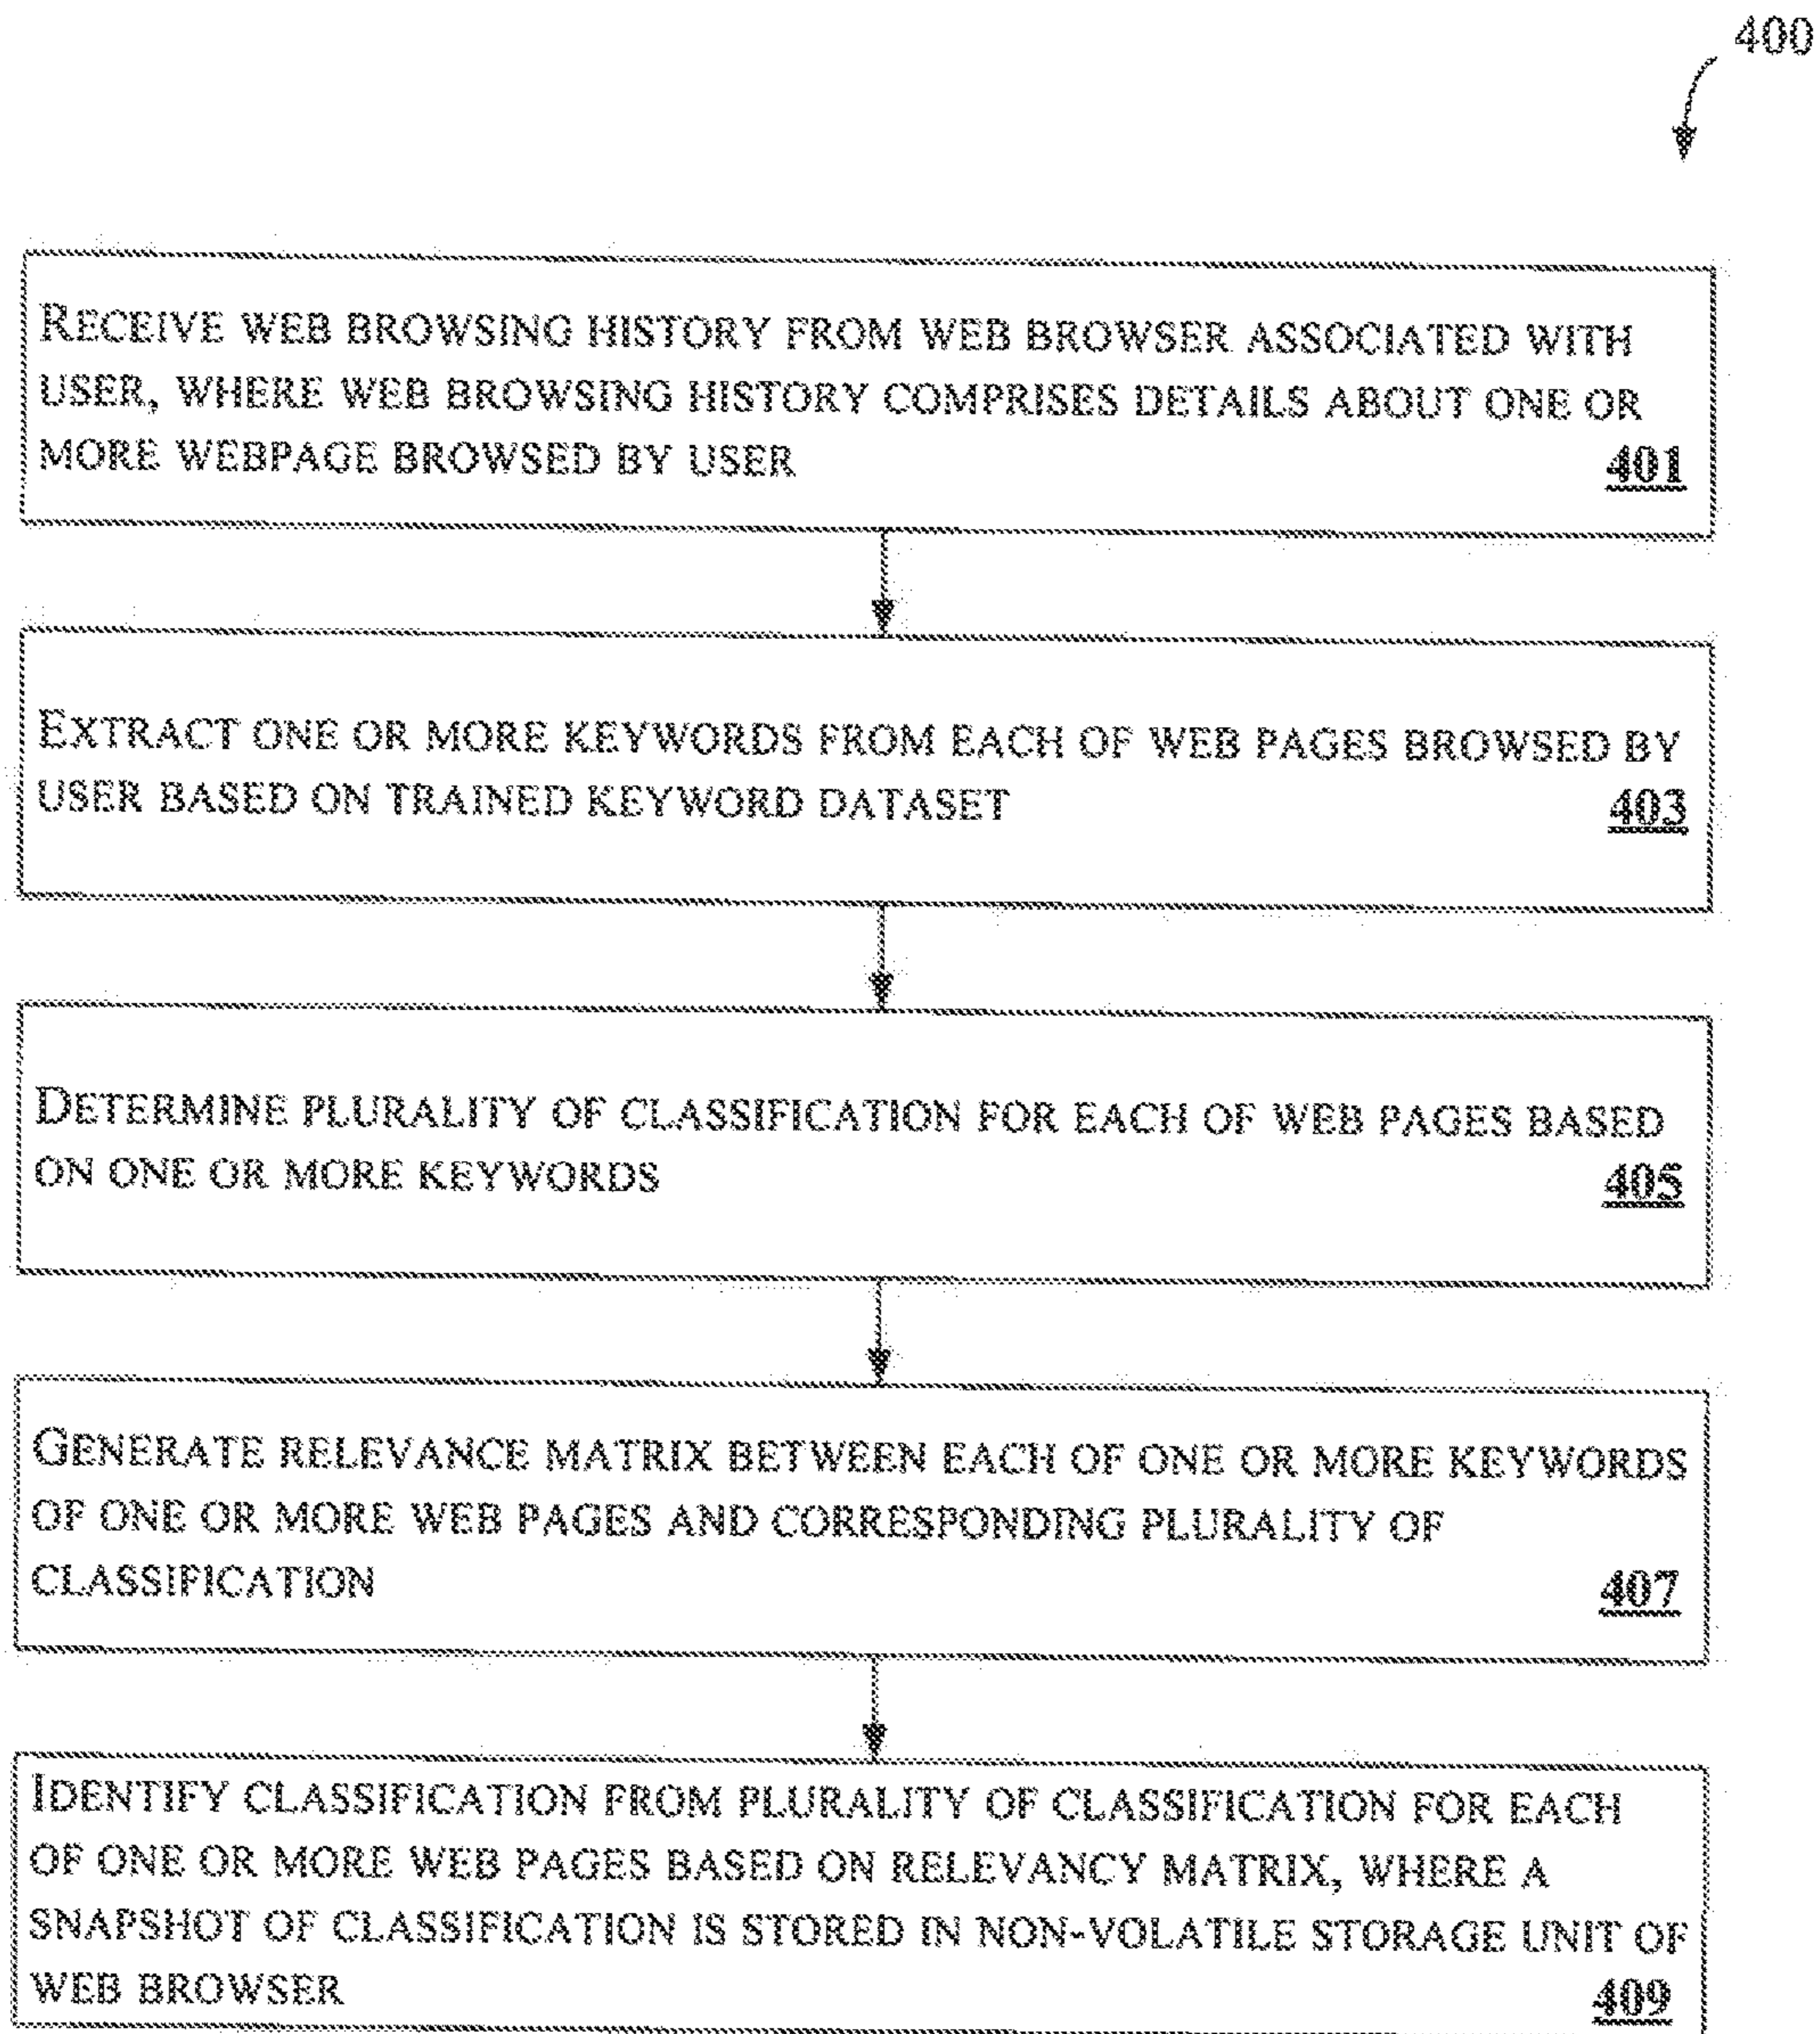 400
RECEIVE WEB BROWSING HISTORY FROM WEB BROWSER ASSOCIATED WITH
USER, WHERE WEB BROWSING HISTORY COMPRISES DETAILS ABOUT ONE OR
MORE WEBPAGE BROWSED BY USER 401
EXTRACT ONE OR MORE KEYWORDS FROM EACH OF WEB PAGES BROWSED BY
USER BASED ON TRAINED KEYWORD DATASET 403
DETERMINE PLURALITY OF CLASSIFICATION FOR EACH OF WEB PAGES BASED
ON ONE OR MORE KEYWORDS 405
GENERATE RELEVANCE MATRIX BETWEEN EACH OF ONE OR MORE KEYWORDS
OF ONE OR MORE WEB PAGES AND CORRESPONDING PLURALITY OF
CLASSIFICATION 407
IDENTIFY CLASSIFICATION FROM PLURALITY OF CLASSIFICATION FOR EACH
OF ONE OR MORE WEB PAGES BASED ON RELEVANCY MATRIX, WHERE A
SNAPSHOT OF CLASSIFICATION IS STORED IN NON-VOLATILE STORAGE UNIT OF
WEB BROWSER 409